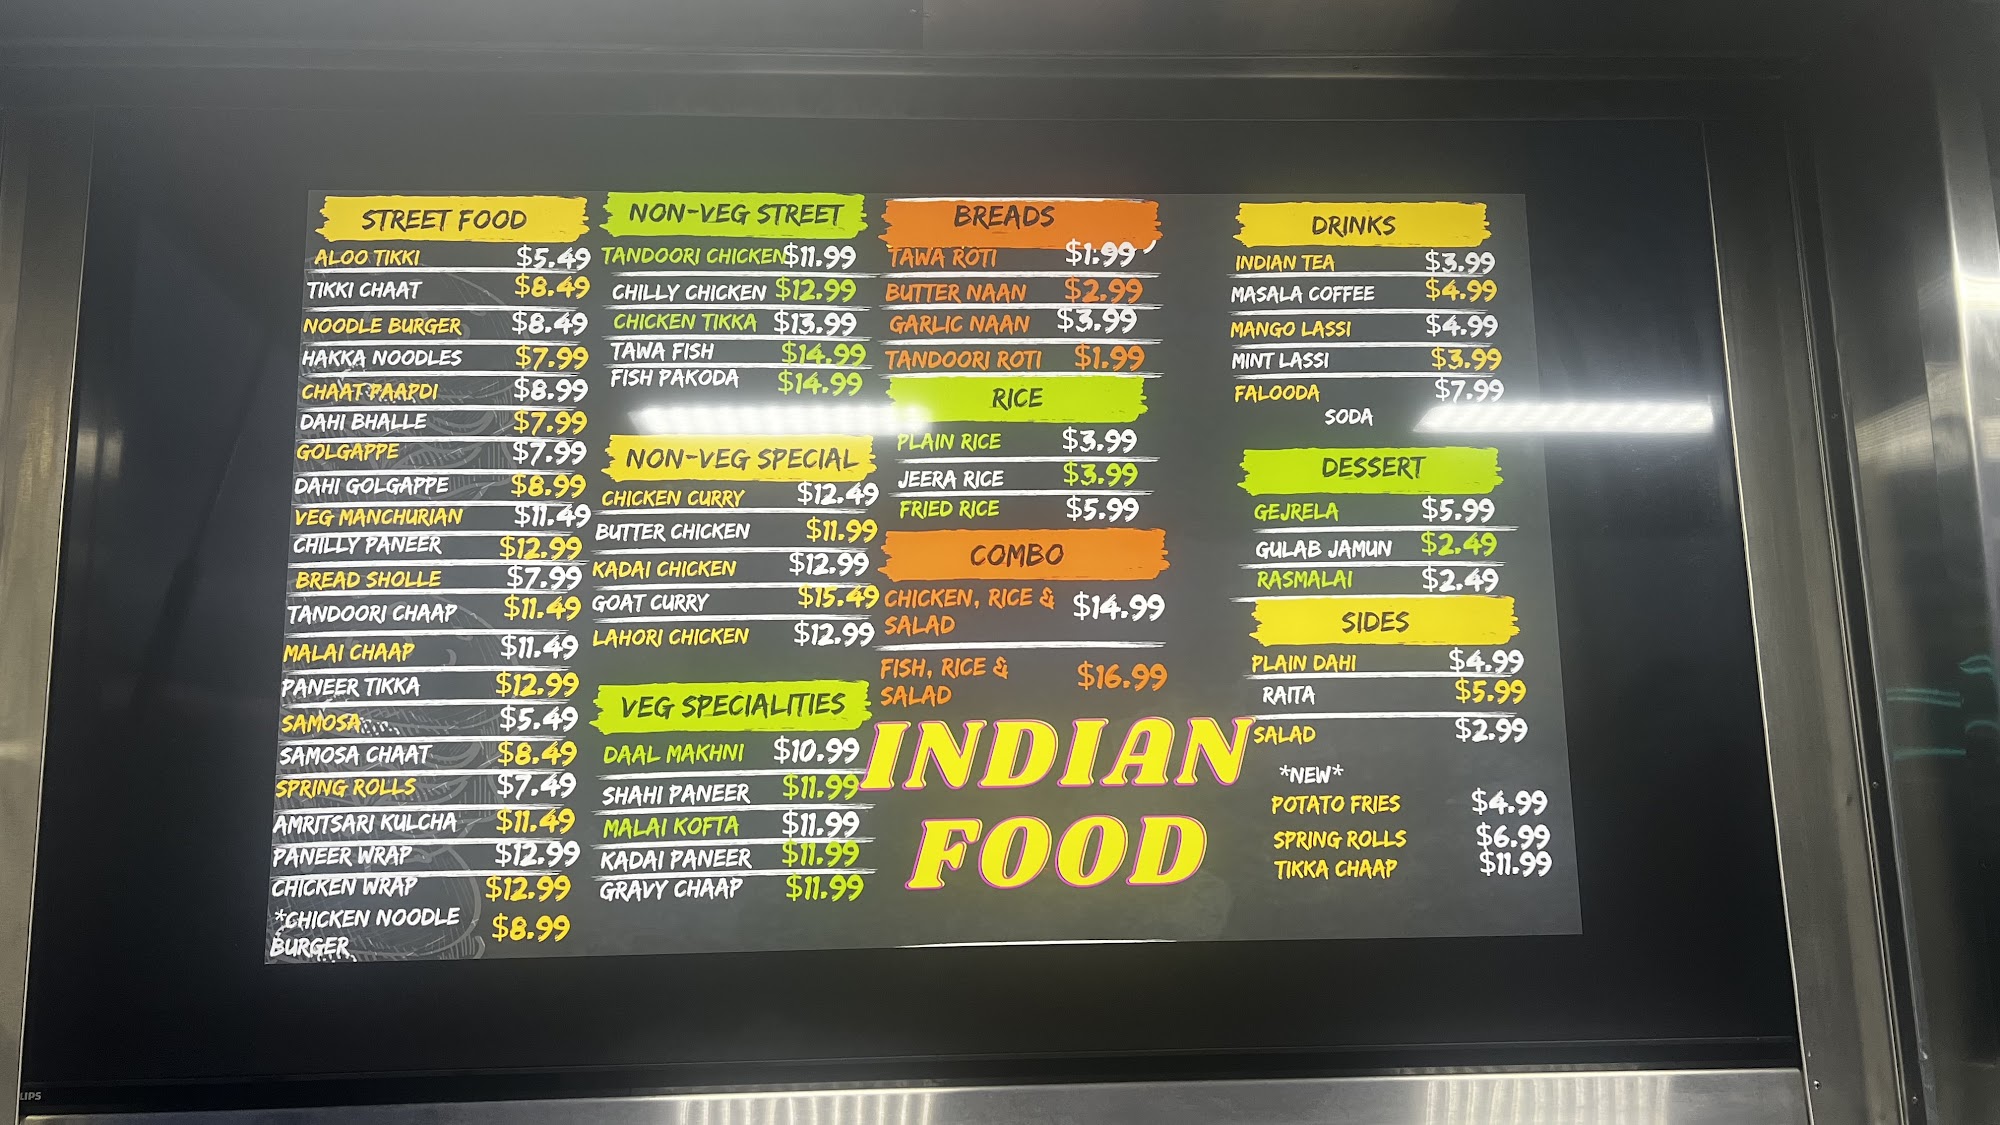 STREET FOOD
ALOO TIKKI $5.49
TIKKI CHAAT $8.49
NOODLE BURGER $8.49
HAKKA NOODLES $7.99
CHAAT PAAPDI $8.99
DAHI BHALLE $7.99
GOLGAPPE $7.99
DAHI GOLGAPPE $8.99
VEG MANCHURIAN $11.49
CHILLY PANEER $12.99
BREAD SHOLLE $7.99
TANDOORI CHAAP $11.49
MALAI CHAAP $11.49
PANEER TIKKA $12.99
SAMOSA $5.49
SAMOSA CHAAT $8.49
SPRING ROLLS $7.49
AMRITSARI KULCHA $11.49
PANEER WRAP $12.99
CHICKEN WRAP $12.99
*CHICKEN NOODLE
BURGER $8.99
NON-VEG STREET
TANDOORI CHICKEN $11.99
CHILLY CHICKEN $12.99
CHICKEN TIKKA $13.99
TAWA FISH $14.99
FISH PAKODA $14.99
NON-VEG SPECIAL
CHICKEN CURRY $12.49
BUTTER CHICKEN $11.99
KADAI CHICKEN $12.99
GOAT CURRY $15.49
LAHORI CHICKEN $12.99
VEG SPECIALITIES
DAAL MAKHNI $10.99
SHAHI PANEER $11.99
MALAI KOFTA $11.99
KADAI PANEER $11.99
GRAVY CHAAP $11.99
BREADS
TAWA ROTI $1.99
BUTTER NAAN $2.99
GARLIC NAAN $3.99
TANDOORI ROTI $1.99
RICE
PLAIN RICE $3.99
JEERA RICE $3.99
FRIED RICE $5.99
COMBO
CHICKEN, RICE &
SALAD $14.99
FISH, RICE &
SALAD $16.99
INDIAN
FOOD
DRINKS
INDIAN TEA $3.99
MASALA COFFEE $4.99
MANGO LASSI $4.99
MINT LASSI $3.99
FALOODA $7.99
SODA
DESSERT
GEJRELA $5.99
GULAB JAMUN $2.49
RASMALAI $2.49
SIDES
PLAIN DAHI $4.99
RAITA $5.99
SALAD $2.99
*NEW*
POTATO FRIES $4.99
SPRING ROLLS $6.99
TIKKA CHAAP $11.99